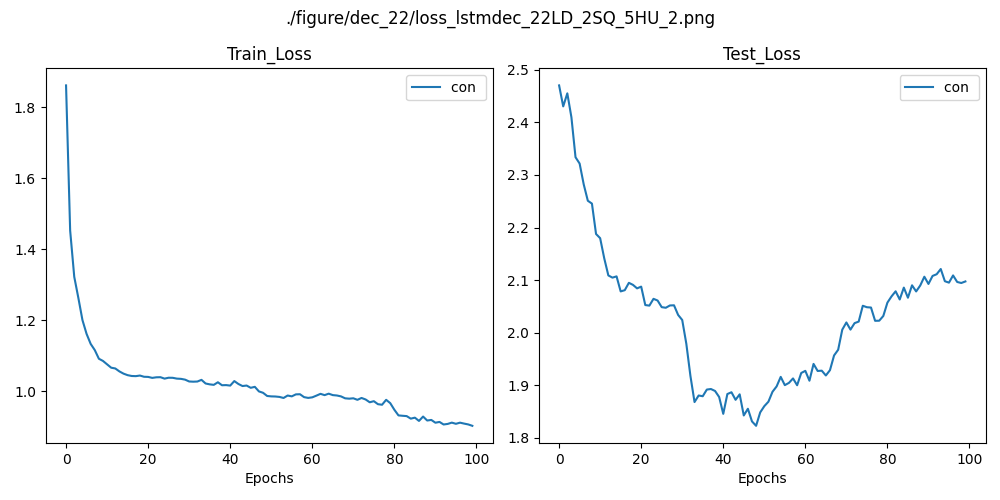 ./figure/dec_22/loss_lstmdec_22LD_2SQ_5HU_2.png
Train_Loss
con
1.8
1.6
1.4
1.2
1.0
0 20 40 60 80 100
Epochs
Test_Loss
con
2.5
2.4
2.3
2.2
2.1
2.0
1.9
1.8
0 20 40 60 80 100
Epochs